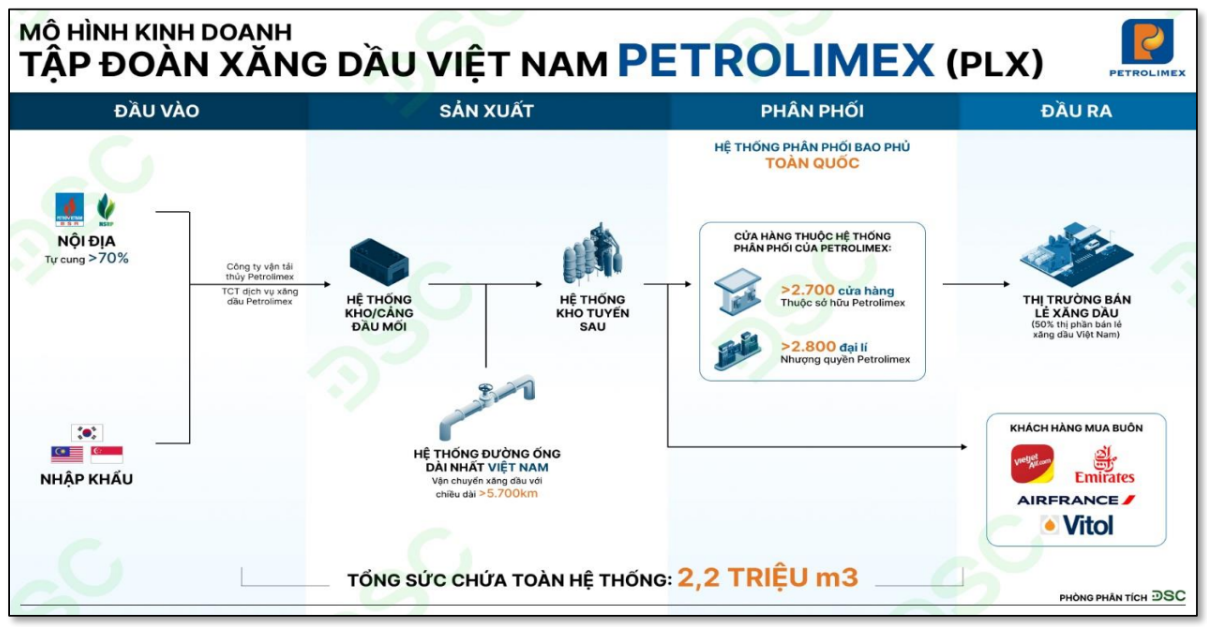 MÔ HÌNH KINH DOANH
TẬP ĐOÀN XĂNG DẦU VIỆT NAM PETROLIMEX (PLX)
PETROLIMEX
ĐẦU VÀO
SẢN XUẤT
PHÂN PHỐI
ĐẦU RA
NỘI ĐỊA
Tự cung >70%
NHẬP KHẨU
Công ty vận tải
thủy Petrolimex
TCT dịch vụ xăng
dầu Petrolimex
HỆ THỐNG
KHO/CẢNG
ĐẦU MỐI
HỆ THỐNG
KHO TUYẾN
SAU
HỆ THỐNG ĐƯỜNG ỐNG
DÀI NHẤT VIỆT NAM
Vận chuyển xăng dầu với
chiều dài >5.700km
HỆ THỐNG PHÂN PHỐI BAO PHỦ
TOÀN QUỐC
CỬA HÀNG THUỘC HỆ THỐNG
PHÂN PHỐI CỦA PETROLIMEX:
>2.700 cửa hàng
Thuộc sở hữu Petrolimex
>2.800 đại lí
Nhượng quyền Petrolimex
THỊ TRƯỜNG BÁN
LẺ XĂNG DẦU
(50% thị phần bán lẻ
xăng dầu Việt Nam)
KHÁCH HÀNG MUA BUÔN
vietjet Air.com
Emirates
AIRFRANCE
Vitol
TỔNG SỨC CHỨA TOÀN HỆ THỐNG: 2,2 TRIỆU m3
PHÒNG PHÂN TÍCH DSC